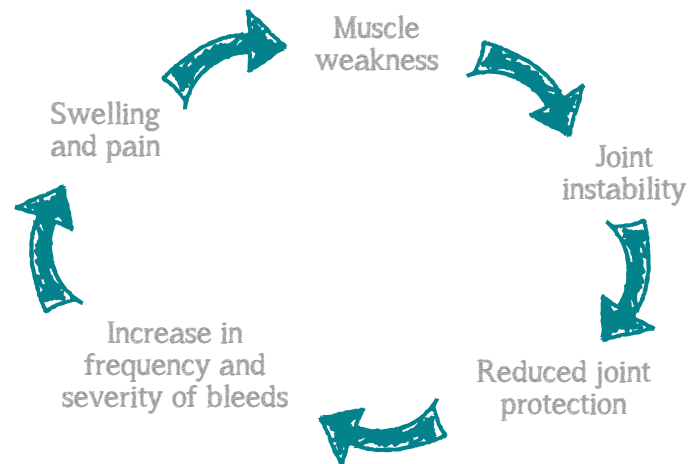 Muscle
weakness
Joint
instability
Reduced joint
protection
Increase in
frequency and
severity of bleeds
Swelling
and pain